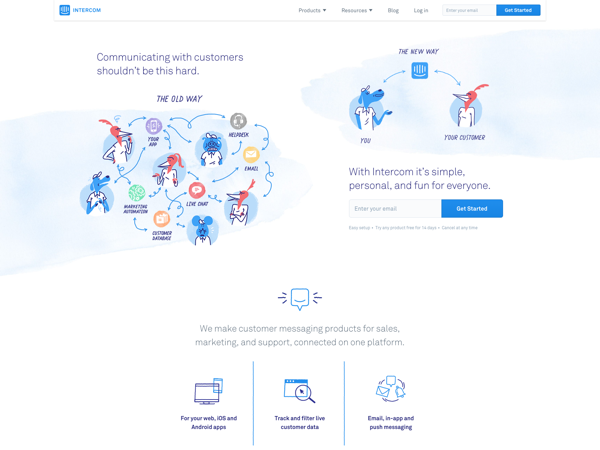 INTERCOM
Products
Resources
Blog
Log in
Enter your email
Get Started
Communicating with customers
shouldn't be this hard.
THE OLD WAY
YOUR
APP
HELPDESK
EMAIL
LIVE CHAT
MARKETING
AUTOMATION
CUSTOMER
DATABASE
THE NEW WAY
YOU
YOUR CUSTOMER
With Intercom it's simple,
personal, and fun for everyone.
Enter your email
Get Started
Easy setup • Try any product free for 14 days • Cancel at any time
We make customer messaging products for sales,
marketing, and support, connected on one platform.
For your web, iOS and
Android apps
Track and filter live
customer data
Email, in-app and
push messaging